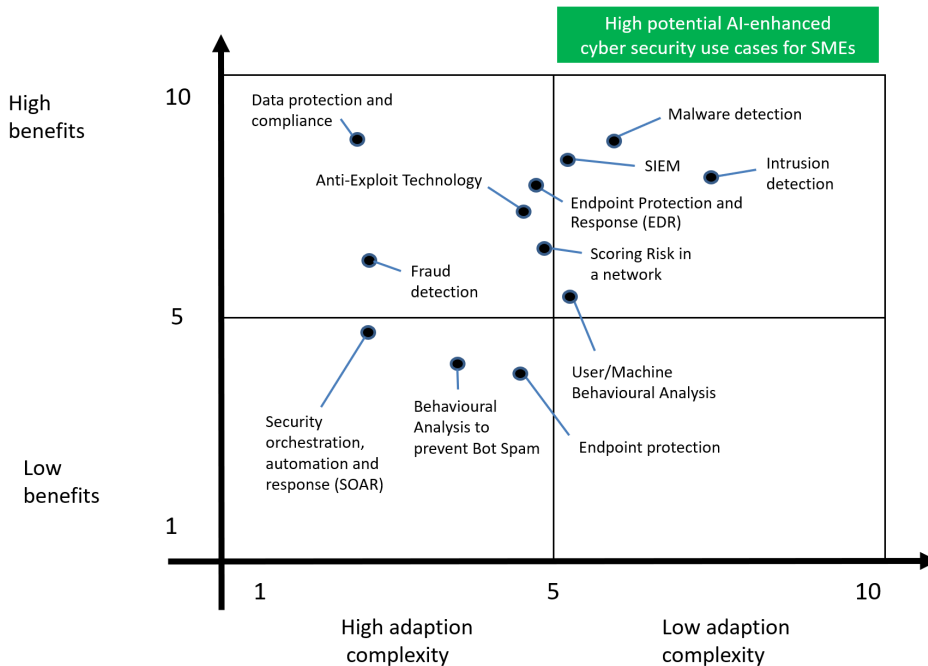 High potential AI-enhanced
cyber security use cases for SMEs
High
benefits
10
Data protection and
compliance
Malware detection
SIEM
Intrusion
detection
Anti-Exploit Technology
Endpoint Protection and
Response (EDR)
Scoring Risk in
a network
Fraud
detection
5
User/Machine
Behavioural Analysis
Security
orchestration,
automation and
response (SOAR)
Behavioural
Analysis to
prevent Bot Spam
Endpoint protection
Low
benefits
1
1
5
10
High adaption
complexity
Low adaption
complexity